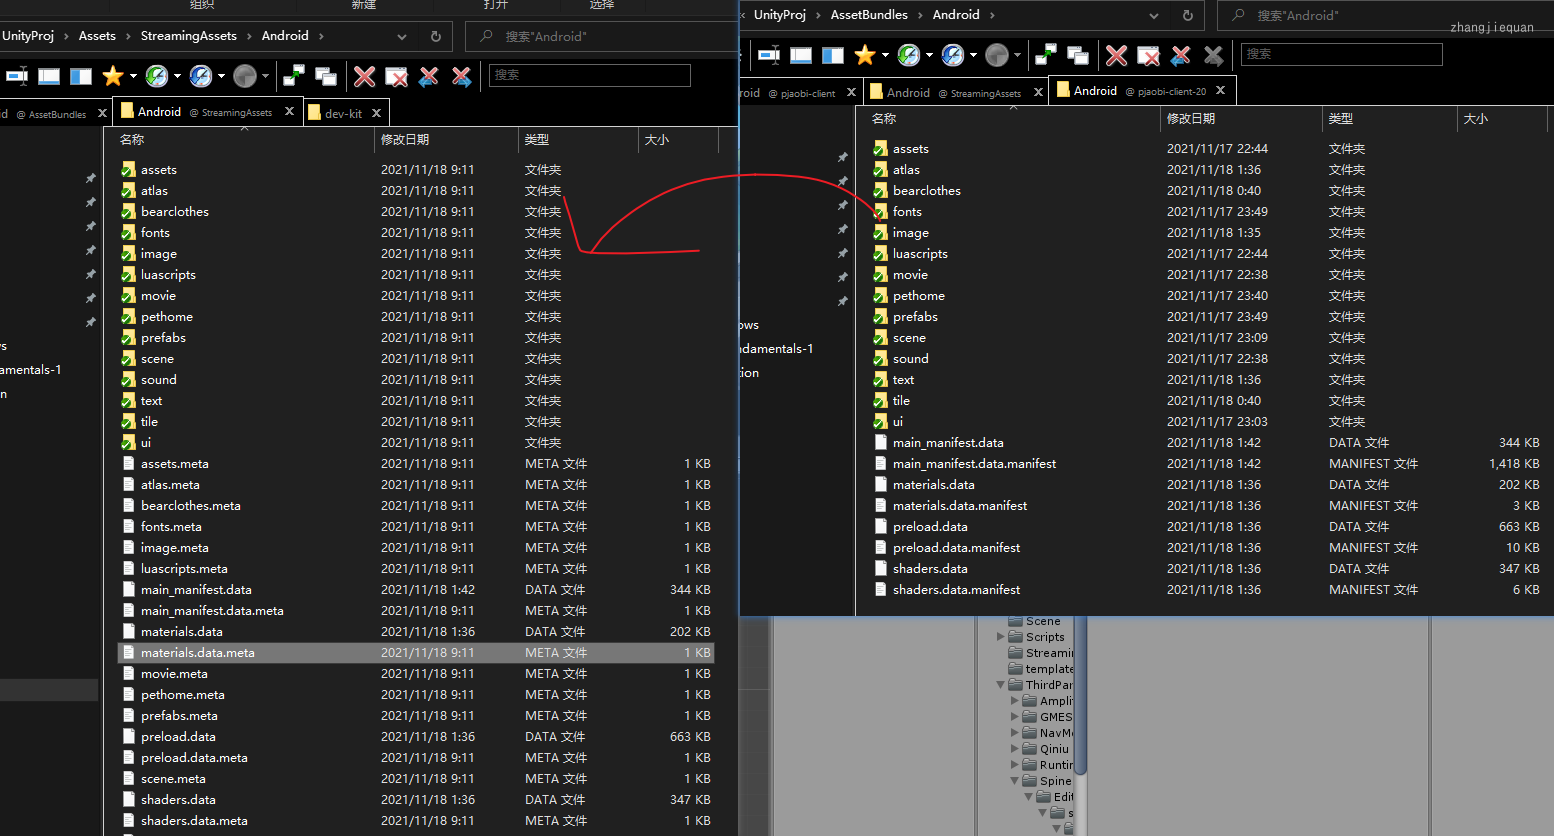 组织 新建 打开 选择
UnityProj > Assets > StreamingAssets > Android >
搜索"Android"
搜索
AssetBundles
Android @ StreamingAssets
dev-kit
名称 修改日期 类型 大小
assets 2021/11/18 9:11 文件夹
atlas 2021/11/18 9:11 文件夹
bearclothes 2021/11/18 9:11 文件夹
fonts 2021/11/18 9:11 文件夹
image 2021/11/18 9:11 文件夹
luascripts 2021/11/18 9:11 文件夹
movie 2021/11/18 9:11 文件夹
pethome 2021/11/18 9:11 文件夹
prefabs 2021/11/18 9:11 文件夹
scene 2021/11/18 9:11 文件夹
sound 2021/11/18 9:11 文件夹
text 2021/11/18 9:11 文件夹
tile 2021/11/18 9:11 文件夹
ui 2021/11/18 9:11 文件夹
assets.meta 2021/11/18 9:11 META 文件 1 KB
atlas.meta 2021/11/18 9:11 META 文件 1 KB
bearclothes.meta 2021/11/18 9:11 META 文件 1 KB
fonts.meta 2021/11/18 9:11 META 文件 1 KB
image.meta 2021/11/18 9:11 META 文件 1 KB
luascripts.meta 2021/11/18 9:11 META 文件 1 KB
main_manifest.data 2021/11/18 1:42 DATA 文件 344 KB
main_manifest.data.meta 2021/11/18 9:11 META 文件 1 KB
materials.data 2021/11/18 1:36 DATA 文件 202 KB
materials.data.meta 2021/11/18 9:11 META 文件 1 KB
movie.meta 2021/11/18 9:11 META 文件 1 KB
pethome.meta 2021/11/18 9:11 META 文件 1 KB
prefabs.meta 2021/11/18 9:11 META 文件 1 KB
preload.data 2021/11/18 1:36 DATA 文件 663 KB
preload.data.meta 2021/11/18 9:11 META 文件 1 KB
scene.meta 2021/11/18 9:11 META 文件 1 KB
shaders.data 2021/11/18 1:36 DATA 文件 347 KB
shaders.data.meta 2021/11/18 9:11 META 文件 1 KB
amentals-1
UnityProj > AssetBundles > Android >
搜索"Android"
zhangjiequan
搜索
roid @ pjaobi-client
Android @ StreamingAssets
Android @ pjaobi-client-20
名称 修改日期 类型 大小
assets 2021/11/17 22:44 文件夹
atlas 2021/11/18 1:36 文件夹
bearclothes 2021/11/18 0:40 文件夹
fonts 2021/11/17 23:49 文件夹
image 2021/11/18 1:35 文件夹
luascripts 2021/11/17 22:44 文件夹
movie 2021/11/17 22:38 文件夹
pethome 2021/11/17 23:40 文件夹
prefabs 2021/11/17 23:49 文件夹
scene 2021/11/17 23:09 文件夹
sound 2021/11/17 22:38 文件夹
text 2021/11/18 1:36 文件夹
tile 2021/11/18 0:40 文件夹
ui 2021/11/17 23:03 文件夹
main_manifest.data 2021/11/18 1:42 DATA 文件 344 KB
main_manifest.data.manifest 2021/11/18 1:42 MANIFEST 文件 1,418 KB
materials.data 2021/11/18 1:36 DATA 文件 202 KB
materials.data.manifest 2021/11/18 1:36 MANIFEST 文件 3 KB
preload.data 2021/11/18 1:36 DATA 文件 663 KB
preload.data.manifest 2021/11/18 1:36 MANIFEST 文件 10 KB
shaders.data 2021/11/18 1:36 DATA 文件 347 KB
shaders.data.manifest 2021/11/18 1:36 MANIFEST 文件 6 KB
ows
ndamentals-1
tion
Scene
Scripts
Streamin
template
ThirdPar
Amplif
GMES
NavMe
Qiniu
Runtim
Spine
Edit
s